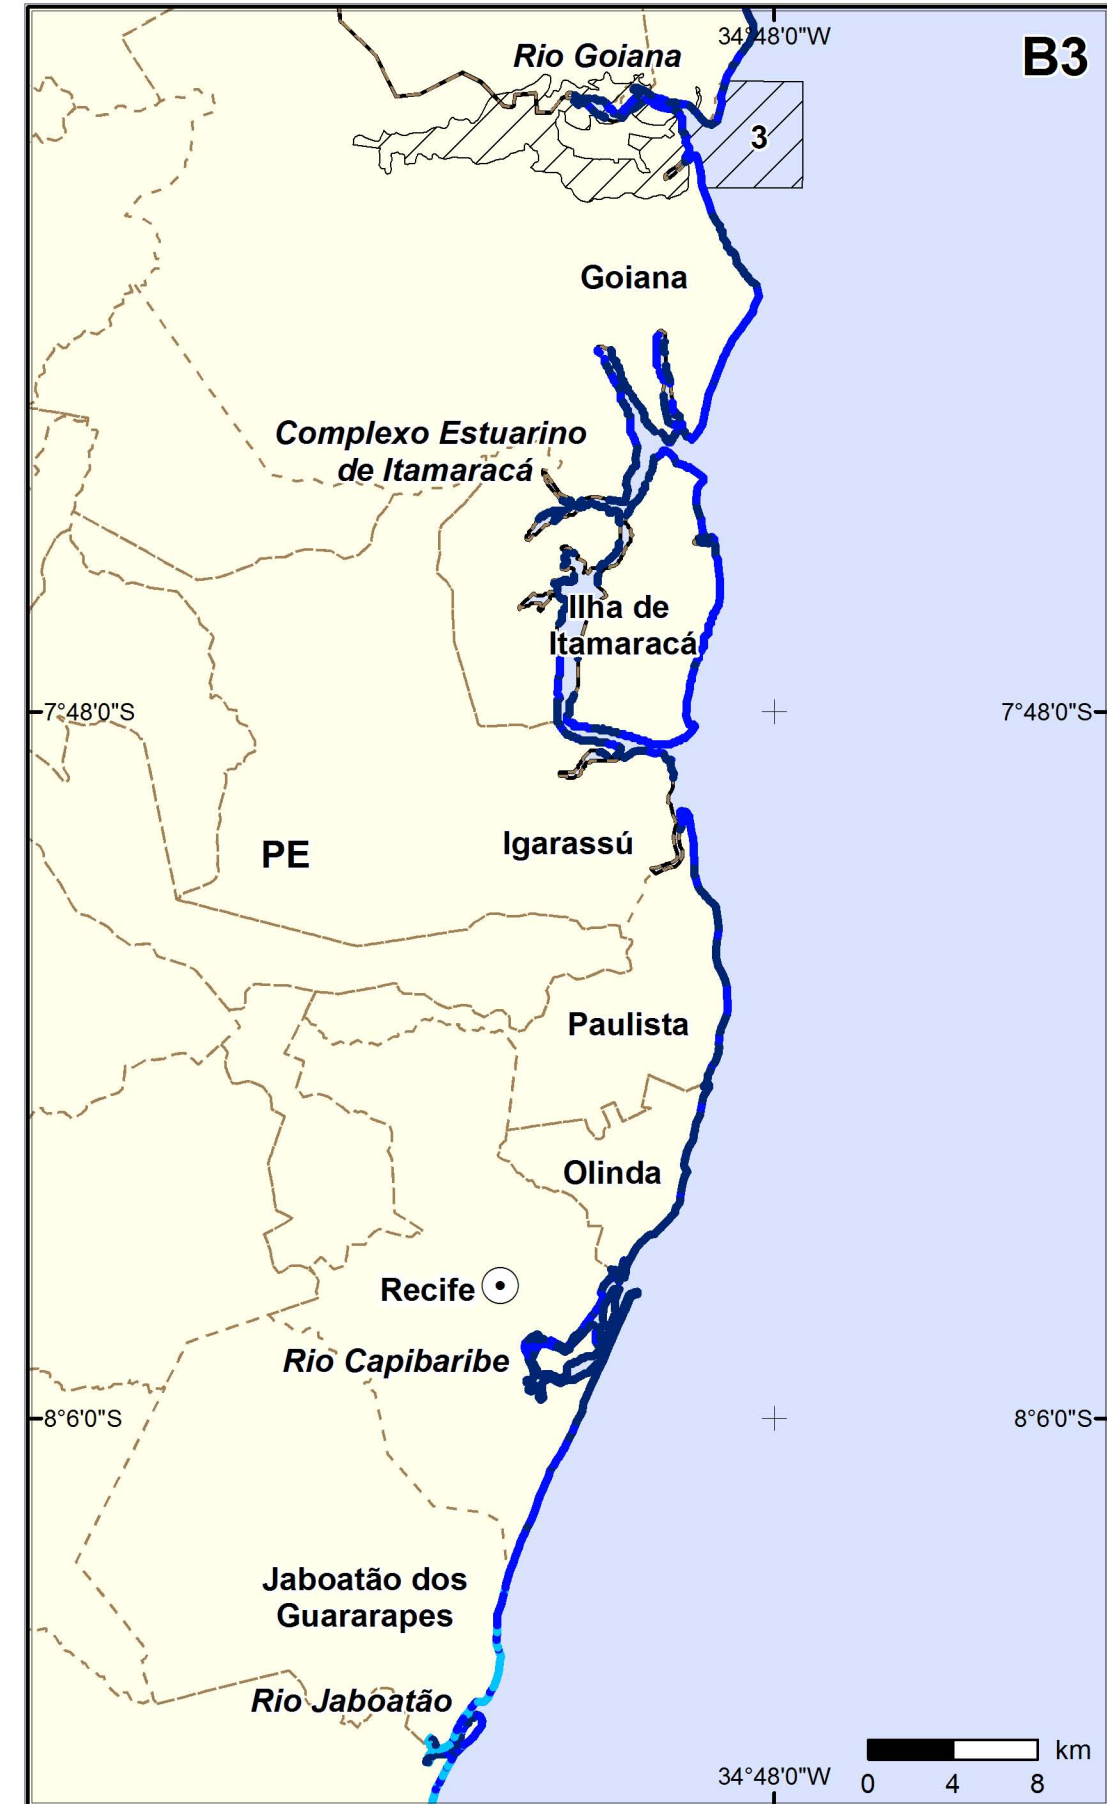 34°48'0"W
B3
Rio Goiana
3
Goiana
Complexo Estuarino
de Itamaracá
Ilha de
Itamaracá
7°48'0"S
7°48'0"S
Igarassú
PE
Paulista
Olinda
Recife
Rio Capibaribe
8°6'0"S
8°6'0"S
Jaboatão dos
Guararapes
Rio Jaboatão
km
34°48'0"W
0 4 8